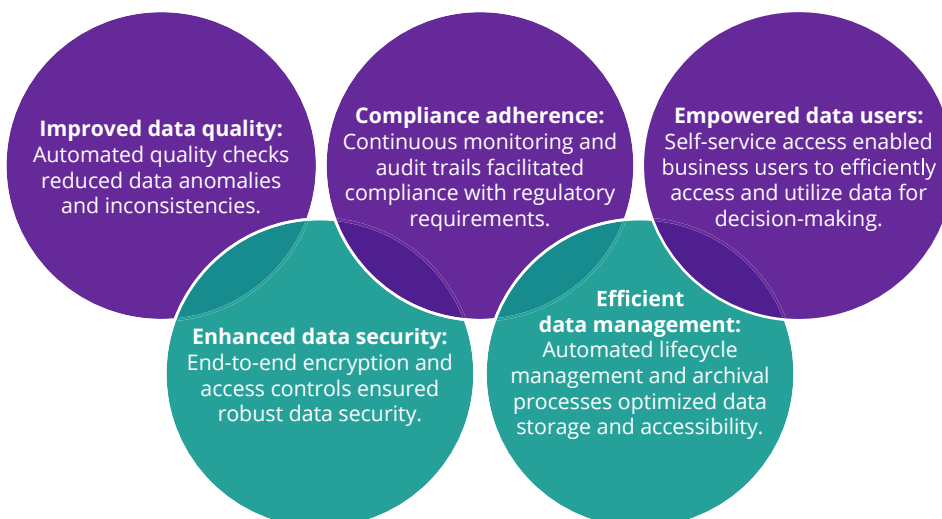 Improved data quality:
Automated quality checks
reduced data anomalies
and inconsistencies.
Compliance adherence:
Continuous monitoring and
audit trails facilitated
compliance with regulatory
requirements.
Empowered data users:
Self-service access enabled
business users to efficiently
access and utilize data for
decision-making.
Enhanced data security:
End-to-end encryption and
access controls ensured
robust data security.
Efficient
data management:
Automated lifecycle
management and archival
processes optimized data
storage and accessibility.